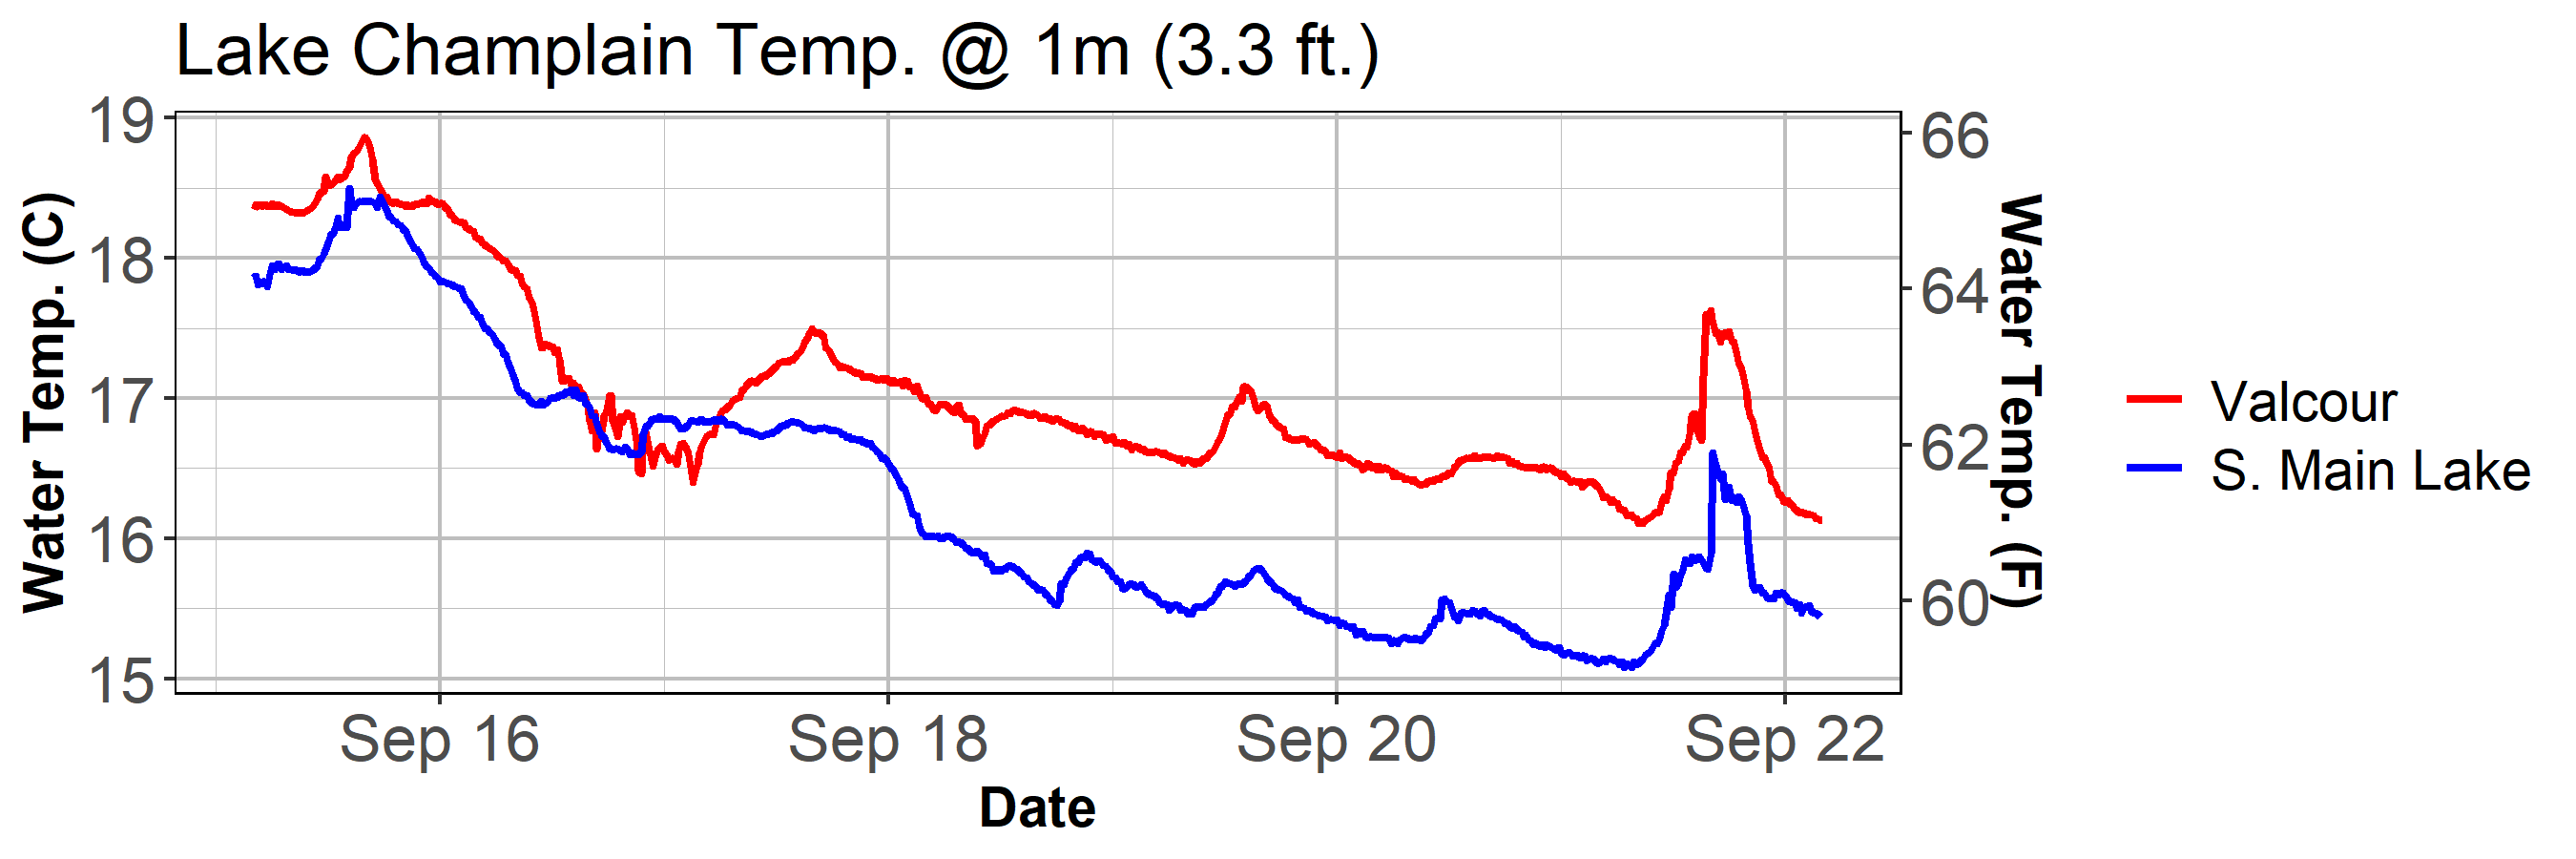 Lake Champlain Temp. @ 1m (3.3 ft.)
Water Temp. (C)
19
18
17
16
15
66
64
62
60
Water Temp. (F)
Sep 16
Sep 18
Sep 20
Sep 22
Date
Valcour
S. Main Lake